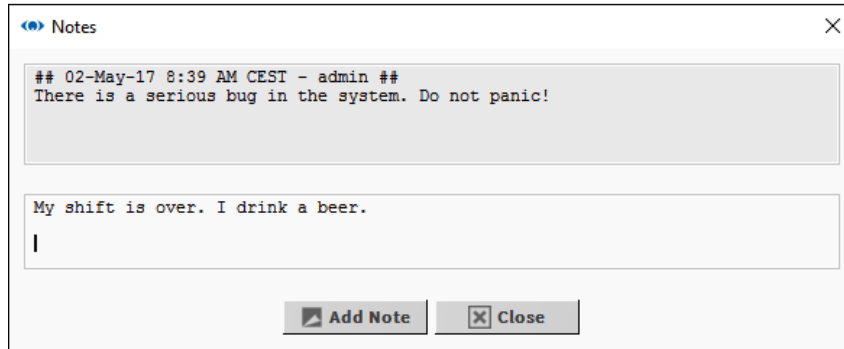 Notes
## 02-May-17 8:39 AM CEST - admin ##
There is a serious bug in the system. Do not panic!
My shift is over. I drink a beer.
Add Note
Close